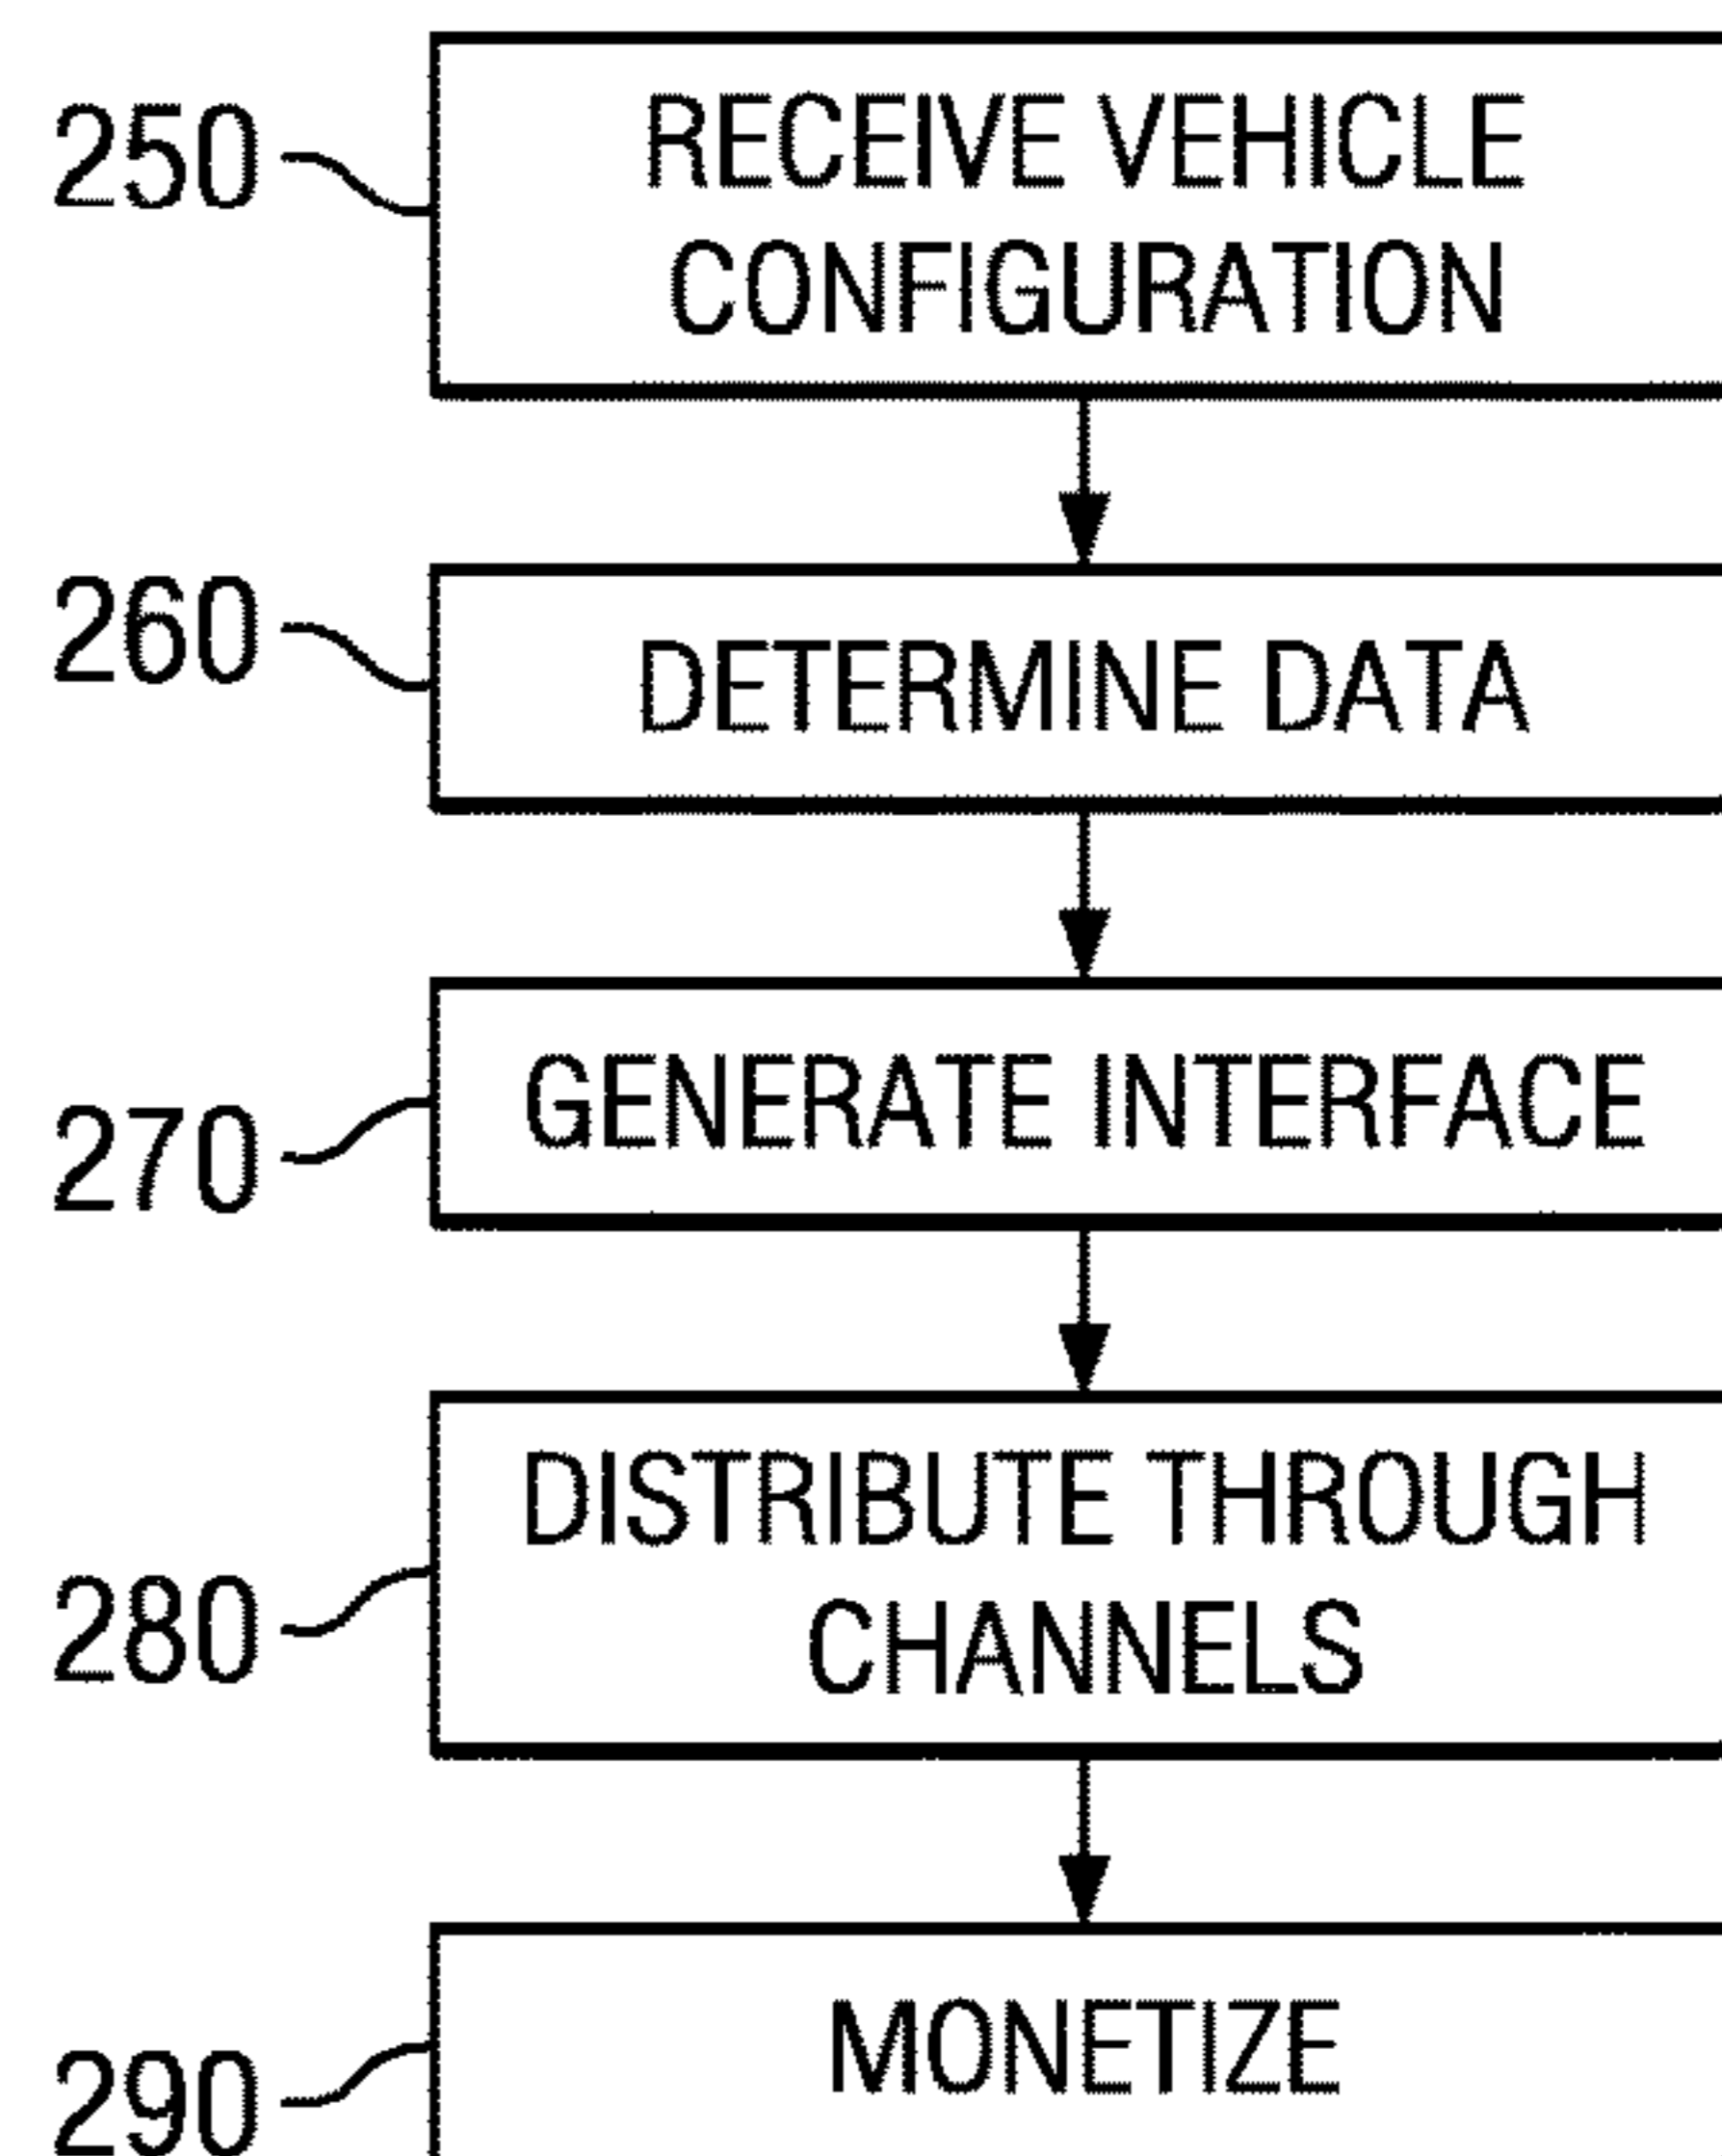 250
RECEIVE VEHICLE
CONFIGURATION
260
DETERMINE DATA
270
GENERATE INTERFACE
280
DISTRIBUTE THROUGH
CHANNELS
290
MONETIZE